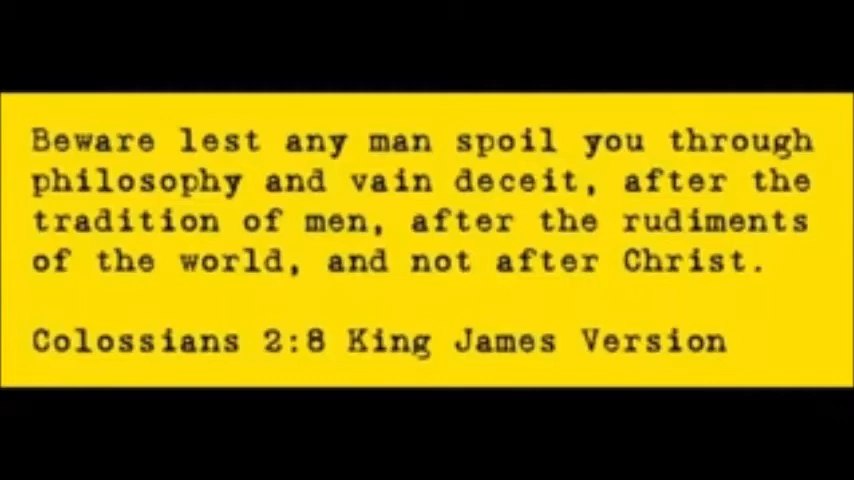 Beware lest any man spoil you through
philosophy and vain deceit, after the
tradition of men, after the rudiments
of the world, and not after Christ.
Colossians 2:8 King James Version